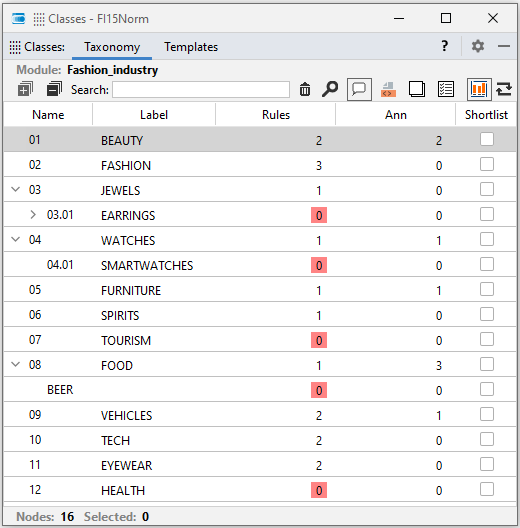 Classes - FI15Norm
Classes: Taxonomy Templates ?
Module: Fashion_industry
Search:
Name Label Rules Ann Shortlist
01 BEAUTY 2 2
02 FASHION 3 0
03 JEWELS 1 0
03.01 EARRINGS 0 0
04 WATCHES 1 1
04.01 SMARTWATCHES 0 0
05 FURNITURE 1 1
06 SPIRITS 1 0
07 TOURISM 0 0
08 FOOD 1 3
BEER 0 0
09 VEHICLES 2 1
10 TECH 2 0
11 EYEWEAR 2 0
12 HEALTH 0 0
Nodes: 16 Selected: 0